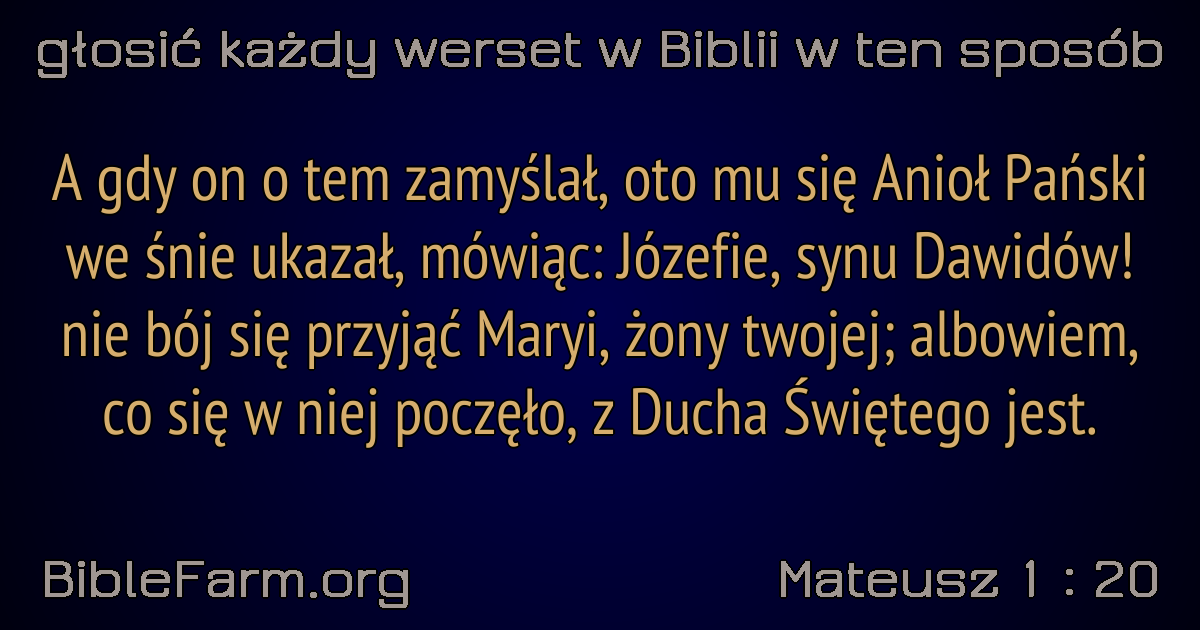 głosić każdy werset w Biblii w ten sposób
A gdy on o tem zamyślał, oto mu się Anioł Pański
we śnie ukazał, mówiąc: Józefie, synu Dawidów!
nie bój się przyjąć Maryi, żony twojej; albowiem,
co się w niej poczęło, z Ducha Świętego jest.
BibleFarm.org
Mateusz 1 : 20